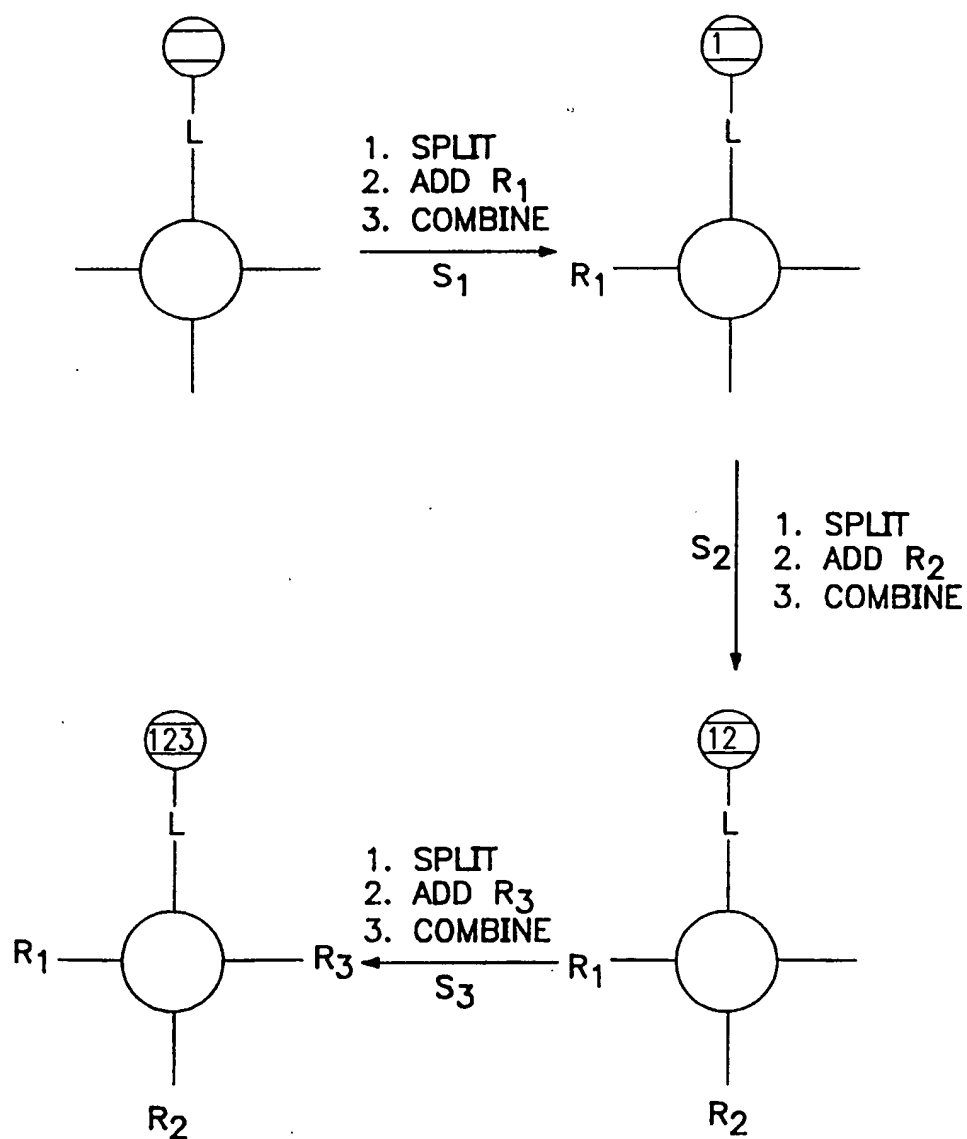 1
L
L
1. SPLIT
2. ADD R1
3. COMBINE
S1
R1
S2
1. SPLIT
2. ADD R2
3. COMBINE
123
12
L
L
1. SPLIT
2. ADD R3
3. COMBINE
R1
R3
S3
R1
R2
R2